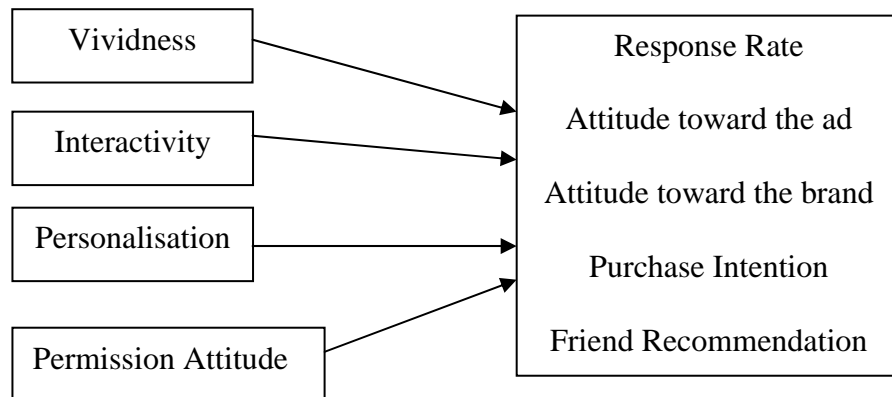 Vividness
Interactivity
Personalisation
Permission Attitude
Response Rate
Attitude toward the ad
Attitude toward the brand
Purchase Intention
Friend Recommendation